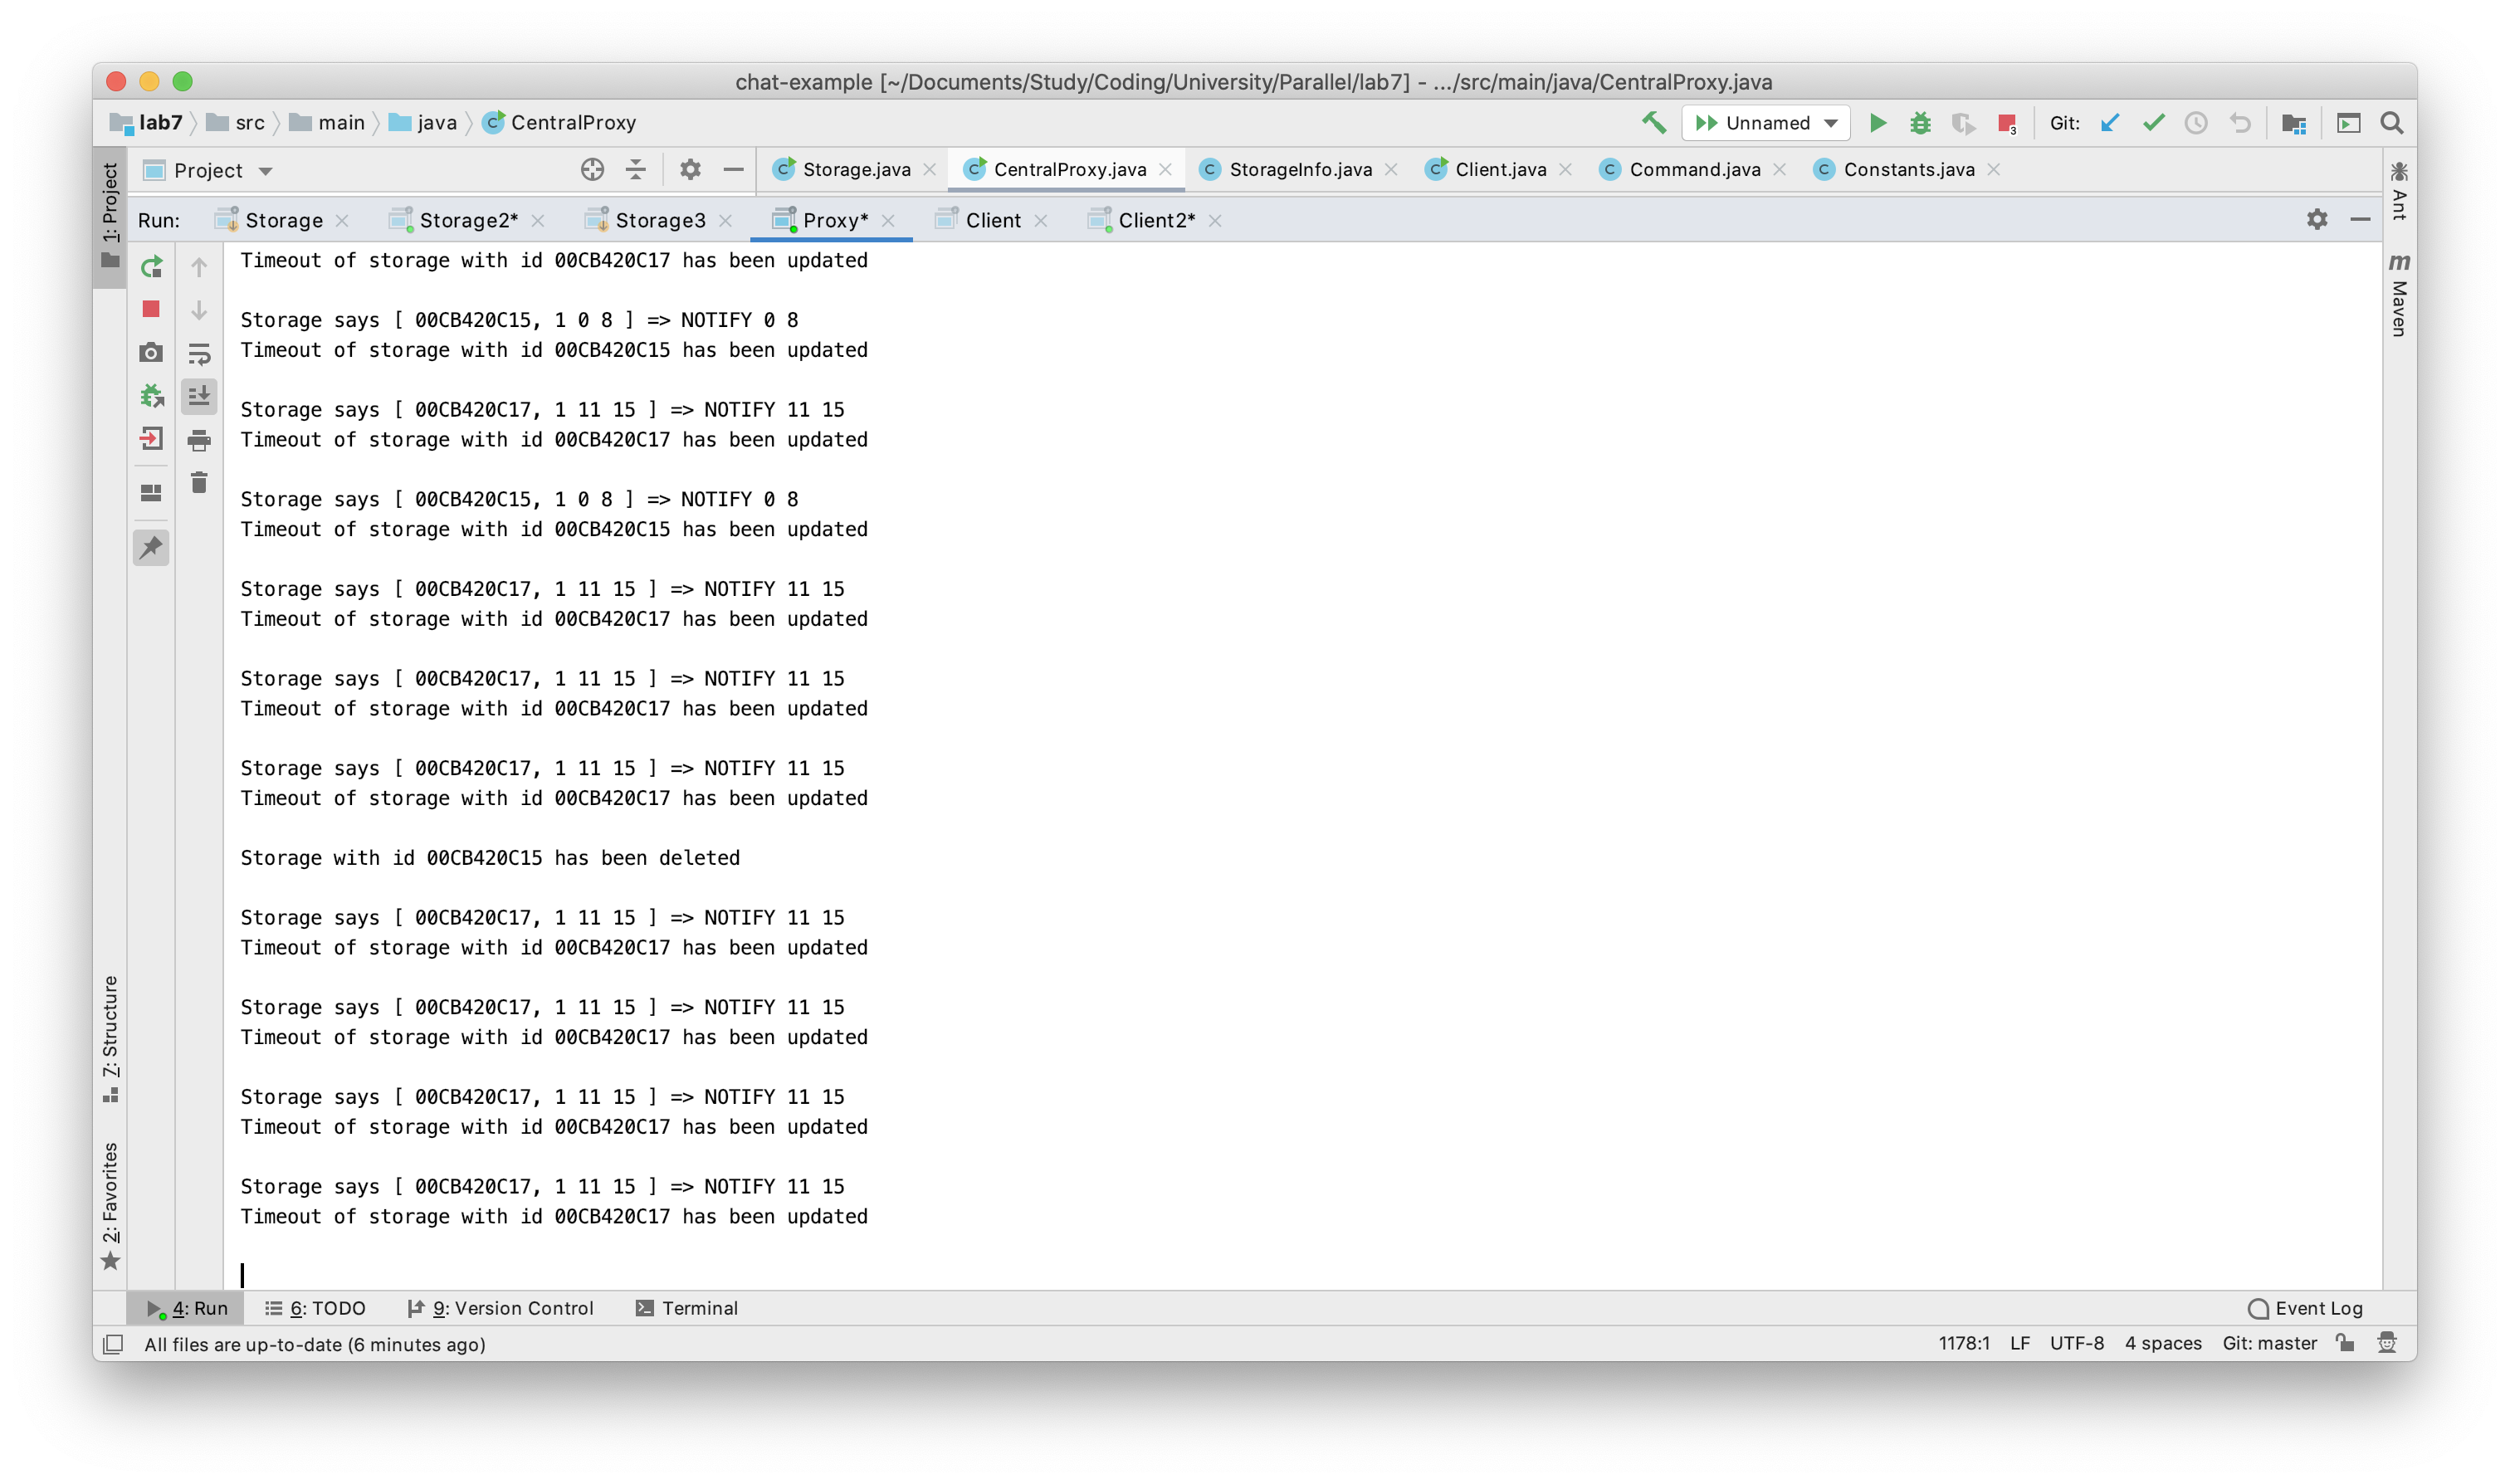 chat-example [~/Documents/Study/Coding/University/Parallel/lab7] - .../src/main/java/CentralProxy.java
lab7 src main java CentralProxy Unnamed 3 Git:
1: Project
Project
Storage.java CentralProxy.java StorageInfo.java Client.java Command.java Constants.java
Ant
Maven
Run: Storage Storage2* Storage3 Proxy* Client Client2*
Timeout of storage with id 00CB420C17 has been updated
Storage says [ 00CB420C15, 1 0 8 ] => NOTIFY 0 8
Timeout of storage with id 00CB420C15 has been updated
Storage says [ 00CB420C17, 1 11 15 ] => NOTIFY 11 15
Timeout of storage with id 00CB420C17 has been updated
Storage says [ 00CB420C15, 1 0 8 ] => NOTIFY 0 8
Timeout of storage with id 00CB420C15 has been updated
Storage says [ 00CB420C17, 1 11 15 ] => NOTIFY 11 15
Timeout of storage with id 00CB420C17 has been updated
Storage says [ 00CB420C17, 1 11 15 ] => NOTIFY 11 15
Timeout of storage with id 00CB420C17 has been updated
Storage says [ 00CB420C17, 1 11 15 ] => NOTIFY 11 15
Timeout of storage with id 00CB420C17 has been updated
Storage with id 00CB420C15 has been deleted
Storage says [ 00CB420C17, 1 11 15 ] => NOTIFY 11 15
Timeout of storage with id 00CB420C17 has been updated
Storage says [ 00CB420C17, 1 11 15 ] => NOTIFY 11 15
Timeout of storage with id 00CB420C17 has been updated
Storage says [ 00CB420C17, 1 11 15 ] => NOTIFY 11 15
Timeout of storage with id 00CB420C17 has been updated
Storage says [ 00CB420C17, 1 11 15 ] => NOTIFY 11 15
Timeout of storage with id 00CB420C17 has been updated
7: Structure
2: Favorites
4: Run 6: TODO 9: Version Control Terminal Event Log
All files are up-to-date (6 minutes ago) 1178:1 LF UTF-8 4 spaces Git: master